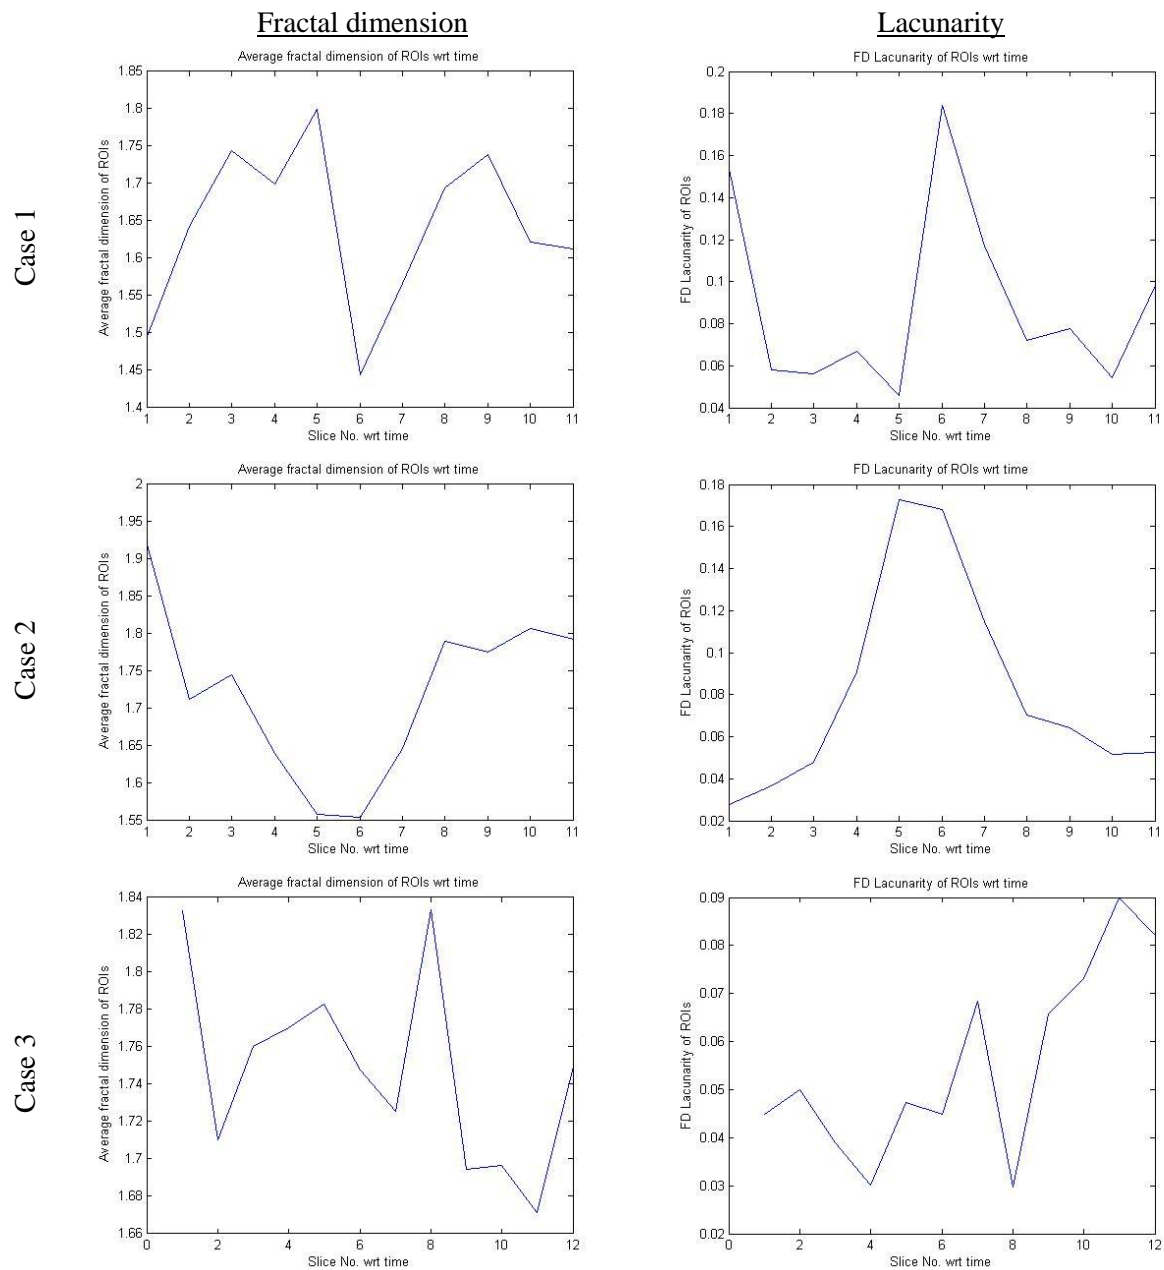 Fractal dimension
Lacunarity
Case 1
Average fractal dimension of ROIs wrt time
Average fractal dimension of ROIs
1.85
1.8
1.75
1.7
1.65
1.6
1.55
1.5
1.45
1.4
1 2 3 4 5 6 7 8 9 10 11
Slice No. wrt time
FD Lacunarity of ROIs wrt time
FD Lacunarity of ROIs
0.2
0.18
0.16
0.14
0.12
0.1
0.08
0.06
0.04
1 2 3 4 5 6 7 8 9 10 11
Slice No. wrt time
Case 2
Average fractal dimension of ROIs wrt time
Average fractal dimension of ROIs
2
1.95
1.9
1.85
1.8
1.75
1.7
1.65
1.6
1.55
1 2 3 4 5 6 7 8 9 10 11
Slice No. wrt time
FD Lacunarity of ROIs wrt time
FD Lacunarity of ROIs
0.18
0.16
0.14
0.12
0.1
0.08
0.06
0.04
0.02
1 2 3 4 5 6 7 8 9 10 11
Slice No. wrt time
Case 3
Average fractal dimension of ROIs wrt time
Average fractal dimension of ROIs
1.84
1.82
1.8
1.78
1.76
1.74
1.72
1.7
1.68
1.66
0 2 4 6 8 10 12
Slice No. wrt time
FD Lacunarity of ROIs wrt time
FD Lacunarity of ROIs
0.09
0.08
0.07
0.06
0.05
0.04
0.03
0.02
0 2 4 6 8 10 12
Slice No. wrt time